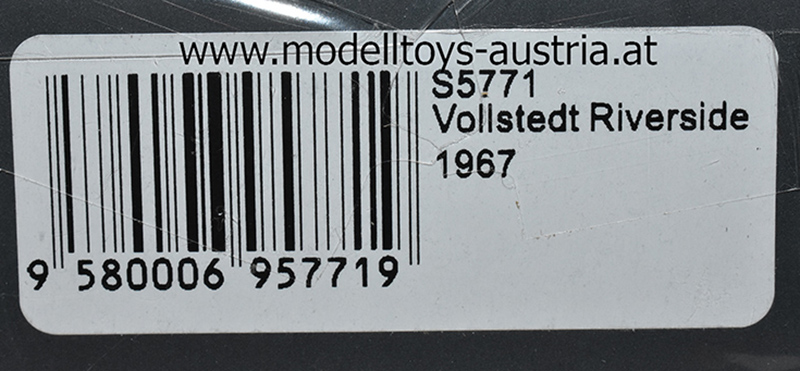 www.modelltoys-austria.at
S5771
Vollstedt Riverside
1967
9 580006 957719